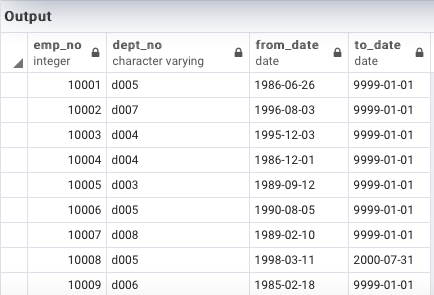 Output
emp_no dept_no from_date to_date
integer character varying date date
10001 d005 1986-06-26 9999-01-01
10002 d007 1996-08-03 9999-01-01
10003 d004 1995-12-03 9999-01-01
10004 d004 1986-12-01 9999-01-01
10005 d003 1989-09-12 9999-01-01
10006 d005 1990-08-05 9999-01-01
10007 d008 1989-02-10 9999-01-01
10008 d005 1998-03-11 2000-07-31
10009 d006 1985-02-18 9999-01-01